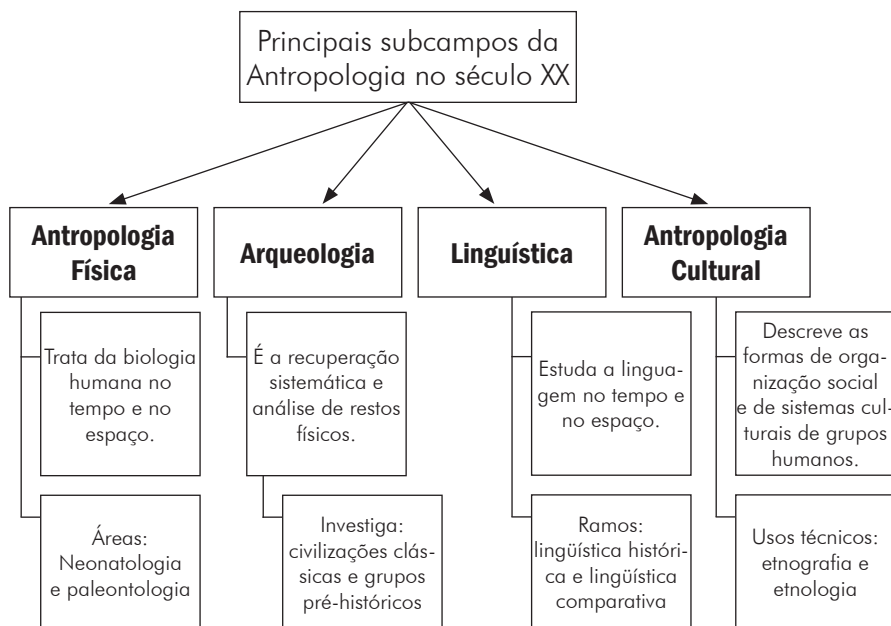 Principais subcampos da
Antropologia no século XX
Antropologia
Física
Arqueologia
Linguística
Antropologia
Cultural
Trata da biologia
humana no
tempo e no
espaço.
É a recuperação
sistemática e
análise de restos
físicos.
Estuda a lingua-
gem no tempo e
no espaço.
Descreve as
formas de orga-
nização social
e de sistemas cul-
turais de grupos
humanos.
Áreas:
Neonatologia
e paleontologia
Investiga:
civilizações clás-
sicas e grupos
pré-históricos
Ramos:
lingüística históri-
ca e lingüística
comparativa
Usos técnicos:
etnografia e
etnologia